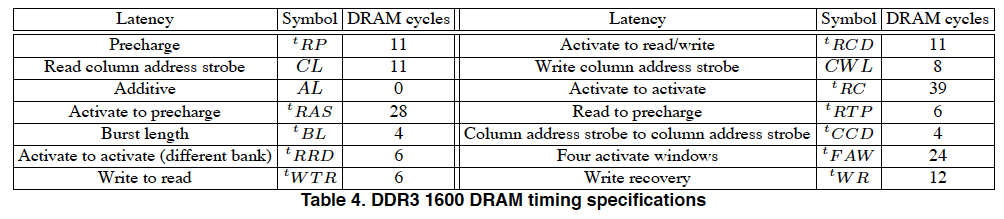 Latency Symbol DRAM cycles Latency Symbol DRAM cycles
Precharge tRP 11 Activate to read/write tRCD 11
Read column address strobe CL 11 Write column address strobe CWL 8
Additive AL 0 Activate to activate tRC 39
Activate to precharge tRAS 28 Read to precharge tRTP 6
Burst length tBL 4 Column address strobe to column address strobe tCCD 4
Activate to activate (different bank) tRRD 6 Four activate windows tFAW 24
Write to read tWTR 6 Write recovery tWR 12
Table 4. DDR3 1600 DRAM timing specifications